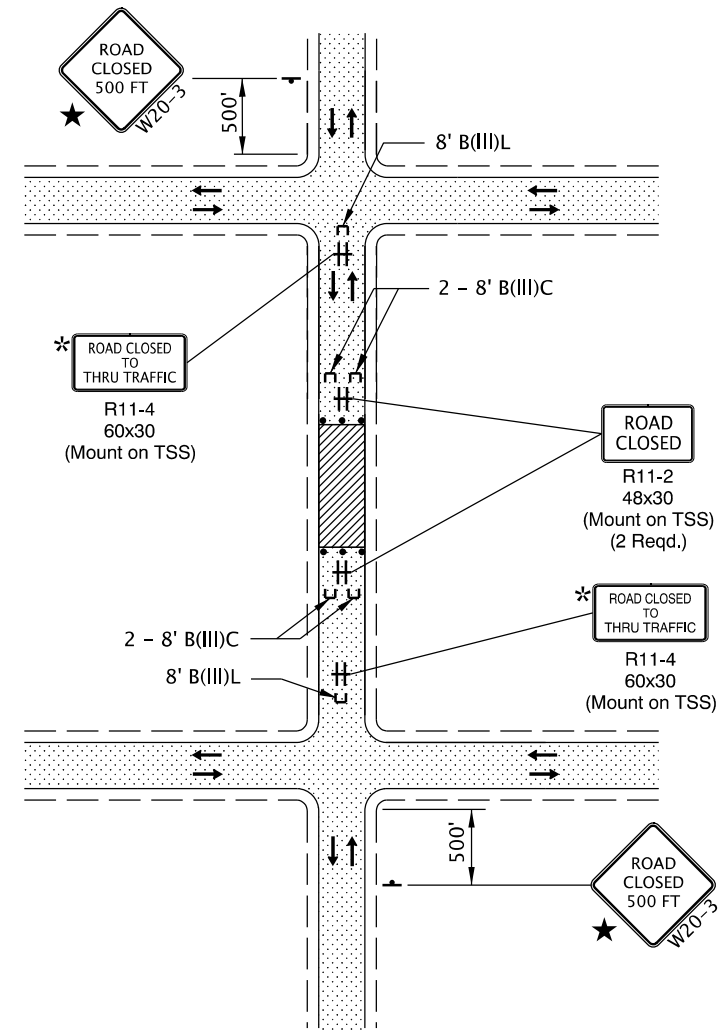 ROAD
CLOSED
500 FT
W20-3
500'
8' B(III)L
2 - 8' B(III)C
* ROAD CLOSED
TO
THRU TRAFFIC
R11-4
60x30
(Mount on TSS)
ROAD
CLOSED
R11-2
48x30
(Mount on TSS)
(2 Reqd.)
* ROAD CLOSED
TO
THRU TRAFFIC
R11-4
60x30
(Mount on TSS)
2 - 8' B(III)C
8' B(III)L
500'
ROAD
CLOSED
500 FT
W20-3